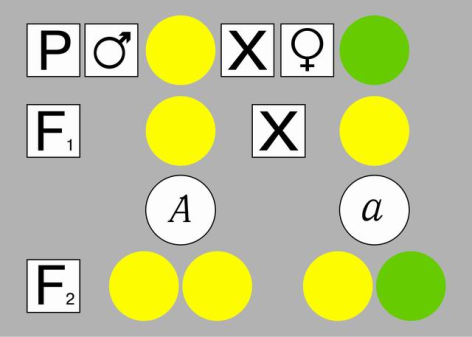 P ♂ X ♀
F₁ X
A a
F₂